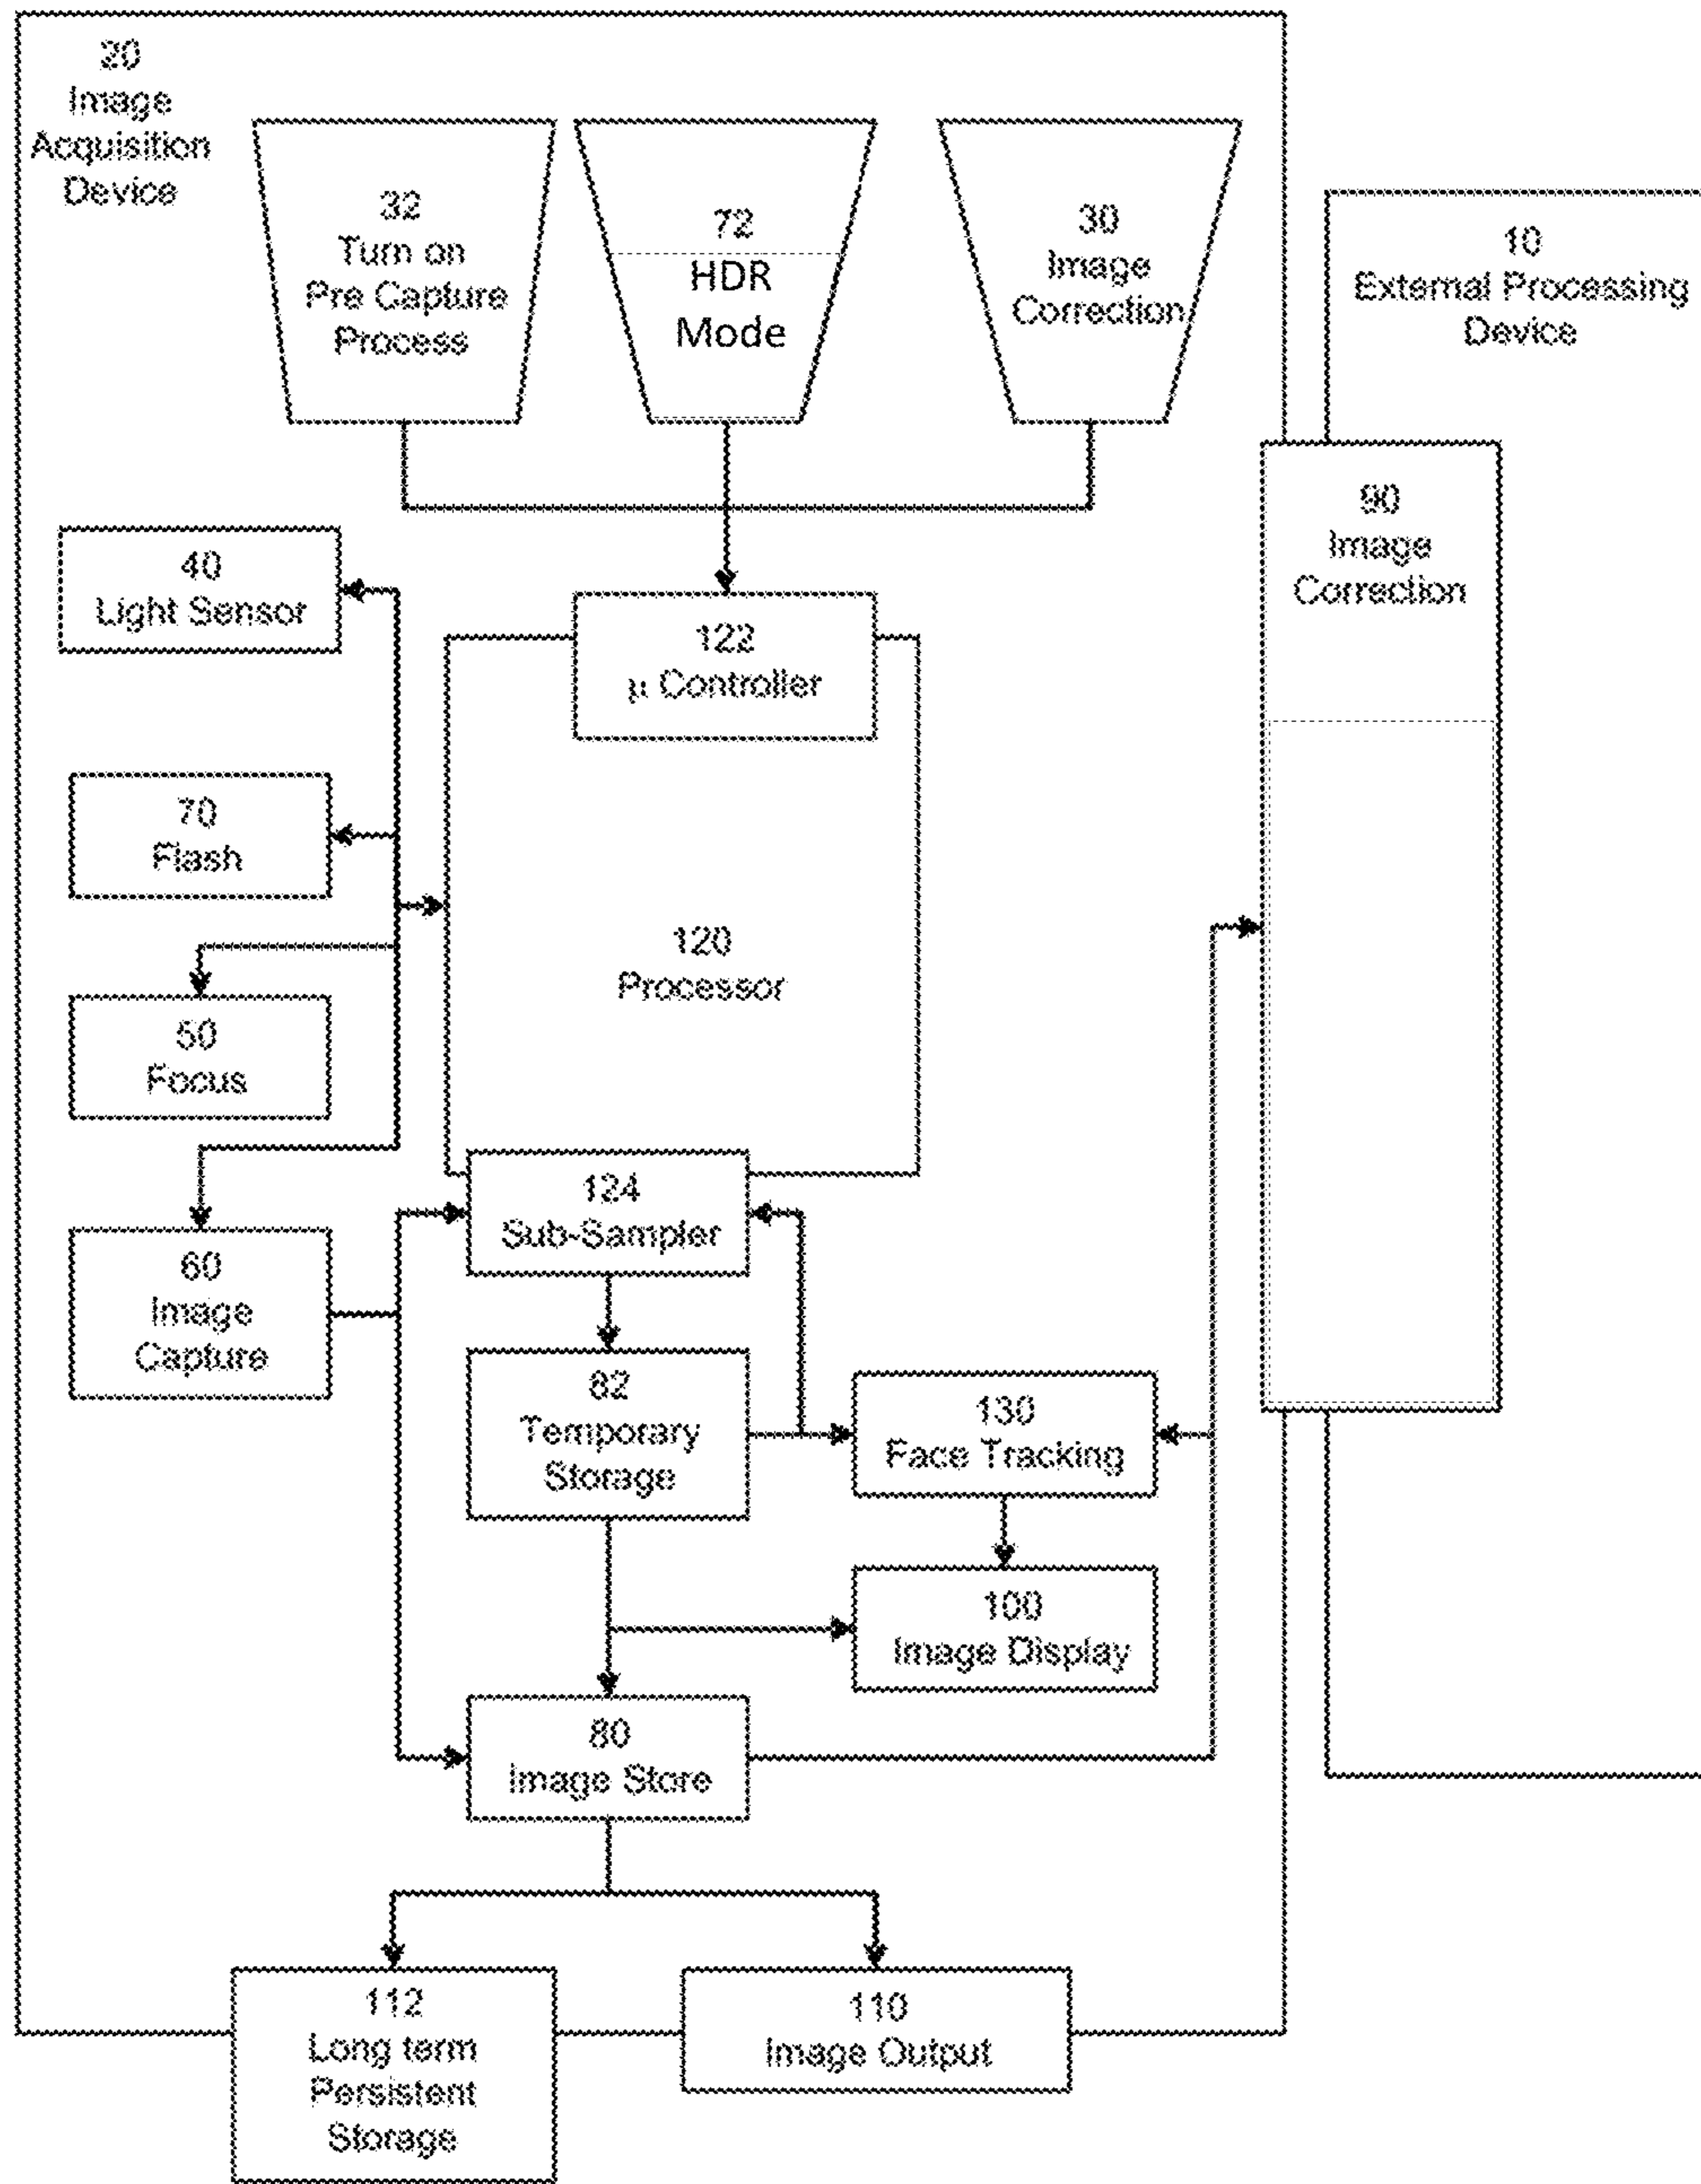 20
Image
Acquisition
Device
32
Turn on
Pre Capture
Process
72
HDR
Mode
30
Image
Correction
10
External Processing
Device
90
Image
Correction
40
Light Sensor
122
μ Controller
70
Flash
120
Processor
50
Focus
124
Sub-Sampler
60
Image
Capture
82
Temporary
Storage
130
Face Tracking
100
Image Display
80
Image Store
112
Long term
Persistent
Storage
110
Image Output